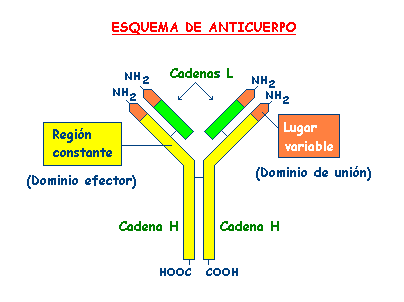 ESQUEMA DE ANTICUERPO
Cadenas L
NH2
NH2
NH2
NH2
Región
constante
(Dominio efector)
Lugar
variable
(Dominio de unión)
Cadena H
Cadena H
HOOC
COOH